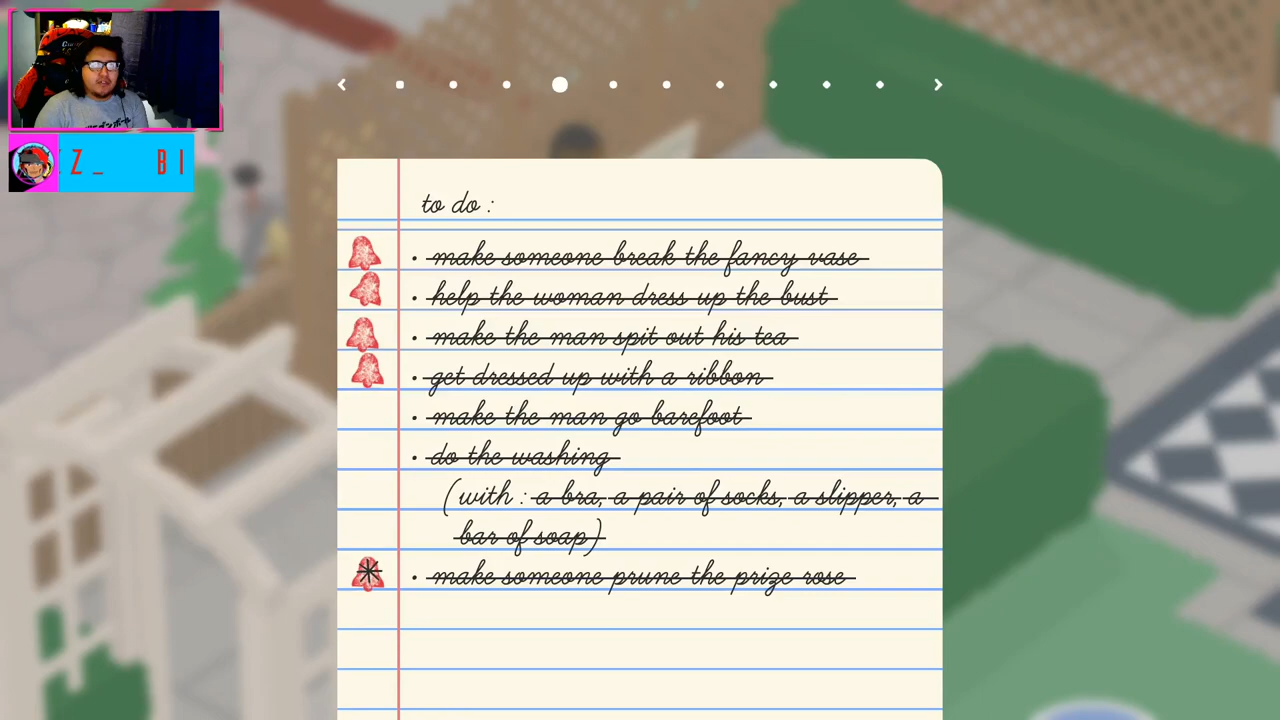 Z_ BI
to do :
• make someone break the fancy vase
• help the woman dress up the bust
• make the man spit out his tea
• get dressed up with a ribbon
• make the man go barefoot
• do the washing
(with : a bra, a pair of socks, a slipper, a
bar of soap)
• make someone prune the prize rose